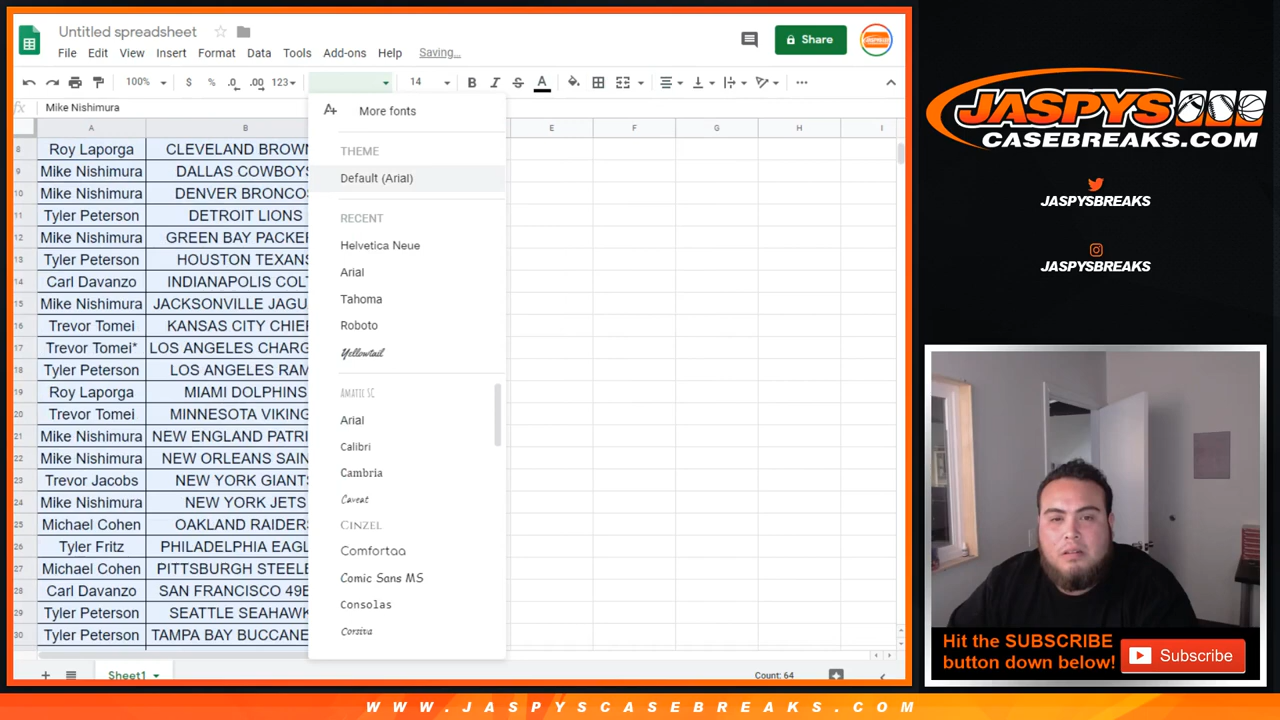 Untitled spreadsheet
File Edit View Insert Format Data Tools Add-ons Help Saving...
Share
100% $ % .0 .00 123 14 B I S A
fx Mike Nishimura
A B E F G H I
8 Roy Laporga CLEVELAND BROWN
9 Mike Nishimura DALLAS COWBOYS
10 Mike Nishimura DENVER BRONCOS
11 Tyler Peterson DETROIT LIONS
12 Mike Nishimura GREEN BAY PACKER
13 Tyler Peterson HOUSTON TEXANS
14 Carl Davanzo INDIANAPOLIS COLT
15 Mike Nishimura JACKSONVILLE JAGU
16 Trevor Tomei KANSAS CITY CHIEF
17 Trevor Tomei* LOS ANGELES CHARG
18 Tyler Peterson LOS ANGELES RAM
19 Roy Laporga MIAMI DOLPHINS
20 Trevor Tomei MINNESOTA VIKING
21 Mike Nishimura NEW ENGLAND PATRI
22 Mike Nishimura NEW ORLEANS SAIN
23 Trevor Jacobs NEW YORK GIANTS
24 Mike Nishimura NEW YORK JETS
25 Michael Cohen OAKLAND RAIDERS
26 Tyler Fritz PHILADELPHIA EAGL
27 Michael Cohen PITTSBURGH STEELE
28 Carl Davanzo SAN FRANCISCO 49E
29 Tyler Peterson SEATTLE SEAHAWK
30 Tyler Peterson TAMPA BAY BUCCANE
More fonts
THEME
Default (Arial)
RECENT
Helvetica Neue
Arial
Tahoma
Roboto
Yellowtail
AMATIC SC
Arial
Calibri
Cambria
Caveat
CINZEL
Comfortaa
Comic Sans MS
Consolas
Corsiva
Sheet1
Count: 64
JASPYS
CASEBREAKS.COM
JASPYSBREAKS
JASPYSBREAKS
Hit the SUBSCRIBE
button down below!
Subscribe
WWW.JASPYSCASEBREAKS.COM